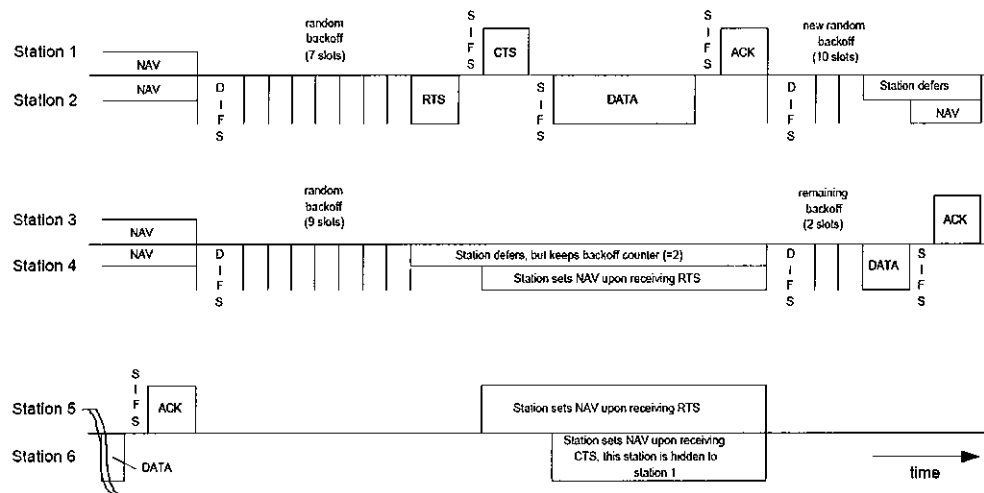 random
backoff
(7 slots)
S
I
F
S
CTS
S
I
F
S
ACK
new random
backoff
(10 slots)
Station 1
NAV
Station 2
NAV
D
I
F
S
RTS
S
I
F
S
DATA
D
I
F
S
Station defers
NAV
random
backoff
(9 slots)
remaining
backoff
(2 slots)
ACK
Station 3
NAV
Station 4
NAV
D
I
F
S
Station defers, but keeps backoff counter (=2)
Station sets NAV upon receiving RTS
D
I
F
S
DATA
S
I
F
S
S
I
F
S
ACK
Station 5
Station sets NAV upon receiving RTS
Station 6
DATA
Station sets NAV upon receiving
CTS, this station is hidden to
station 1
time